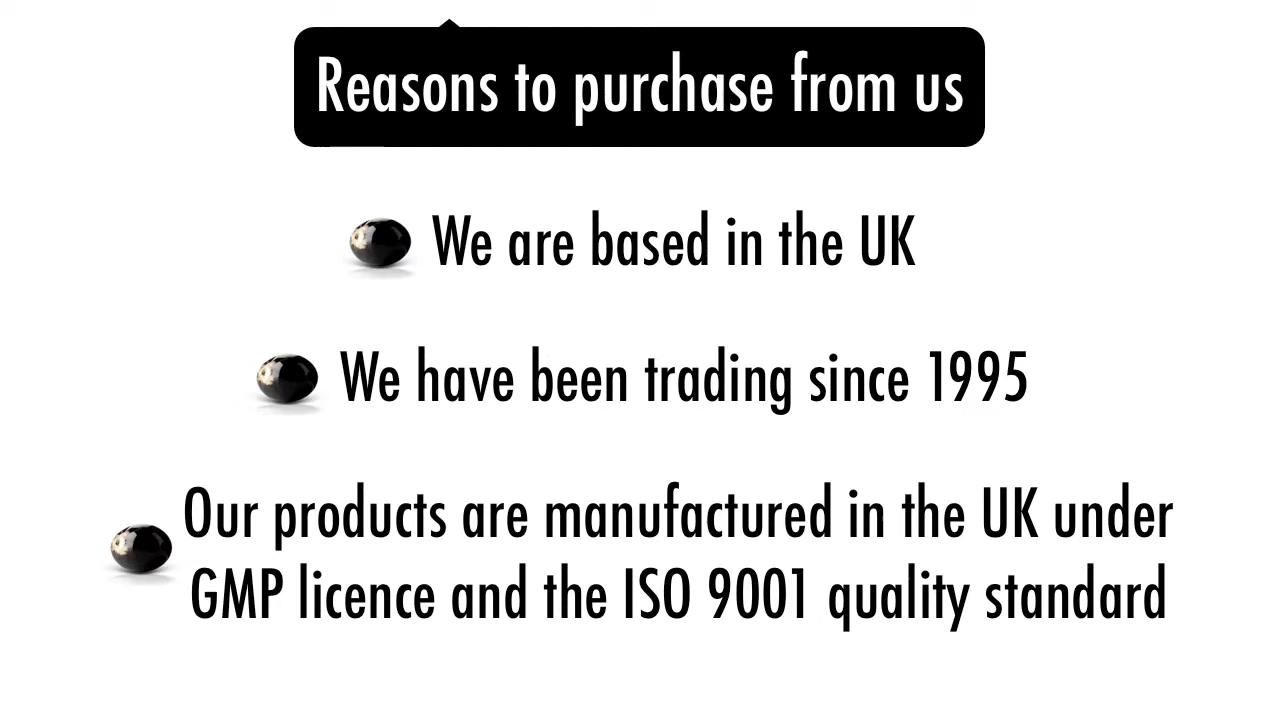 Reasons to purchase from us
We are based in the UK
We have been trading since 1995
Our products are manufactured in the UK under
GMP licence and the ISO 9001 quality standard